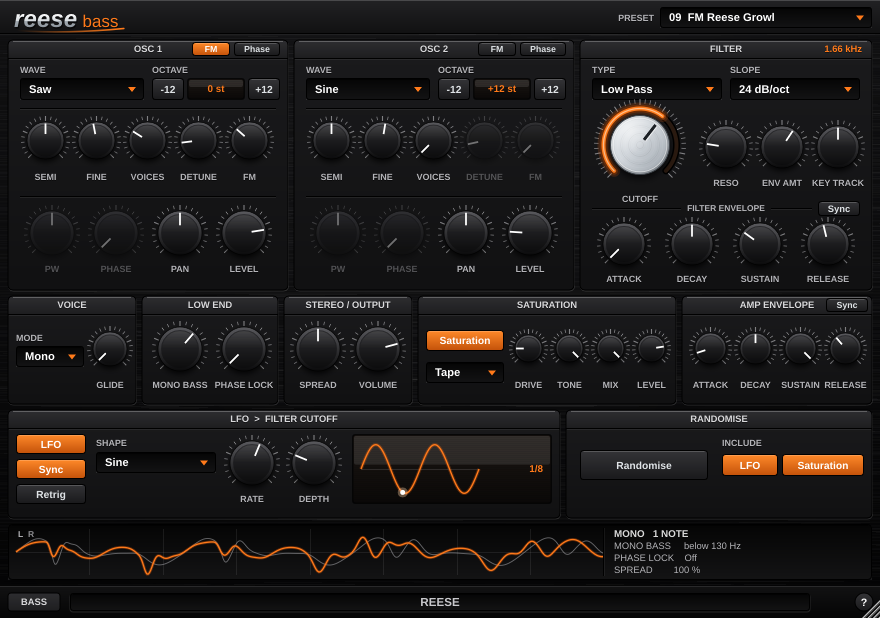 reese bass
PRESET 09 FM Reese Growl
OSC 1 FM Phase
OSC 2 FM Phase
FILTER 1.66 kHz
WAVE OCTAVE
Saw -12 0 st +12
WAVE OCTAVE
Sine -12 +12 st +12
TYPE SLOPE
Low Pass 24 dB/oct
SEMI FINE VOICES DETUNE FM
SEMI FINE VOICES DETUNE FM
CUTOFF RESO ENV AMT KEY TRACK
PW PHASE PAN LEVEL
PW PHASE PAN LEVEL
FILTER ENVELOPE Sync
ATTACK DECAY SUSTAIN RELEASE
VOICE
MODE
Mono
GLIDE
LOW END
MONO BASS PHASE LOCK
STEREO / OUTPUT
SPREAD VOLUME
SATURATION
Saturation
Tape
DRIVE TONE MIX LEVEL
AMP ENVELOPE Sync
ATTACK DECAY SUSTAIN RELEASE
LFO > FILTER CUTOFF
LFO
Sync
Retrig
SHAPE
Sine
RATE DEPTH
1/8
RANDOMISE
Randomise
INCLUDE
LFO Saturation
L R
MONO 1 NOTE
MONO BASS below 130 Hz
PHASE LOCK Off
SPREAD 100 %
BASS REESE ?